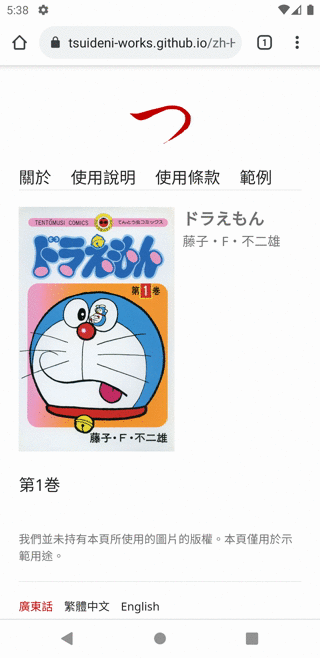 5:38
tsuideni-works.github.io/zh-H
1
つ
關於 使用說明 使用條款 範例
TENTŌMUSI COMICS てんとう虫コミックス
ドラえもん
第1巻
藤子・F・不二雄
ドラえもん
藤子・F・不二雄
第1巻
我們並未持有本頁所使用的圖片的版權。本頁僅用於示
範用途。
廣東話 繁體中文 English